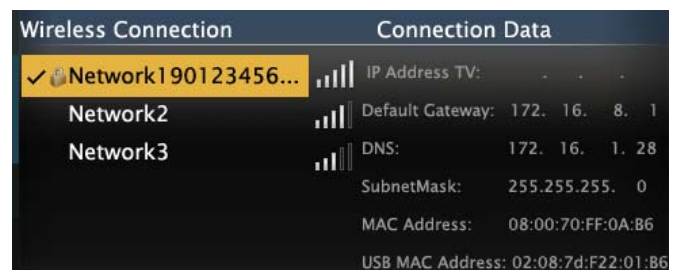 Wireless Connection
Connection Data
Network190123456...
Network2
Network3
IP Address TV: . . .
Default Gateway: 172. 16. 8. 1
DNS: 172. 16. 1. 28
SubnetMask: 255.255.255. 0
MAC Address: 08:00:70:FF:0A:B6
USB MAC Address: 02:08:7d:F22:01:B6